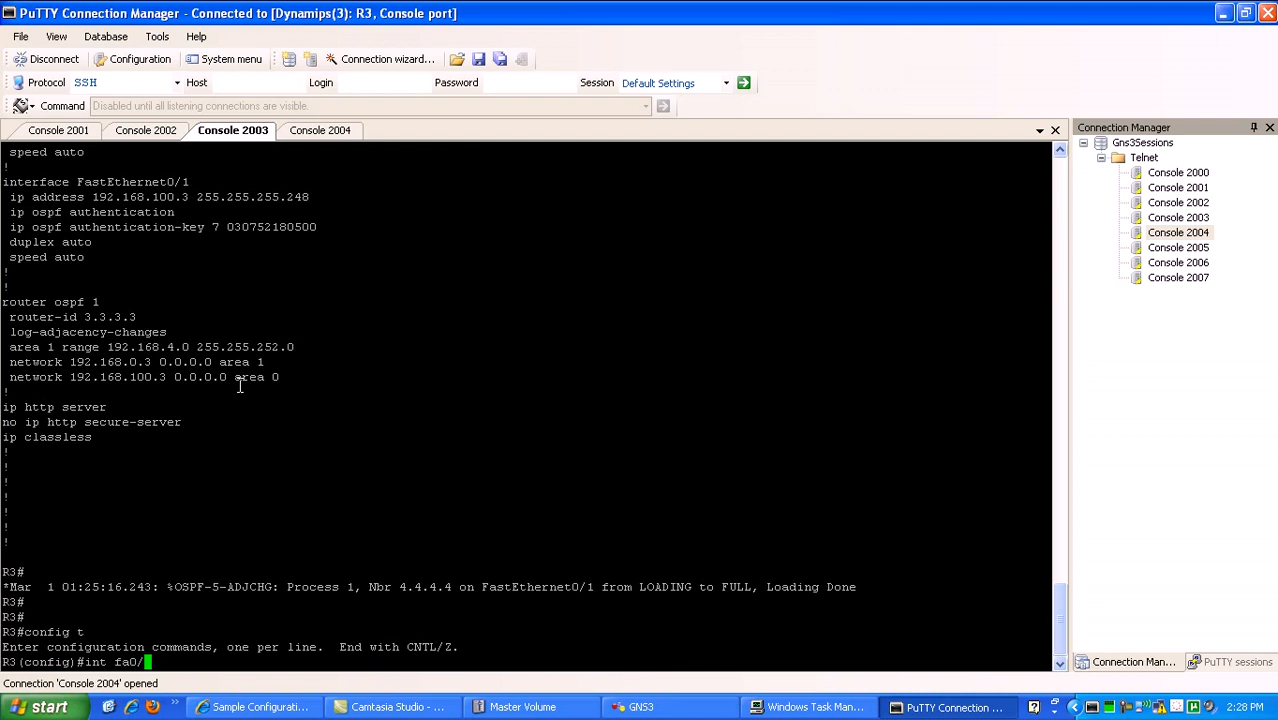 PuTTY Connection Manager - Connected to [Dynamips(3): R3, Console port]
File View Database Tools Help
Disconnect Configuration System menu Connection wizard...
Protocol SSH Host Login Password Session Default Settings
Command Disabled until all listening connections are visible.
Console 2001 Console 2002 Console 2003 Console 2004
speed auto
!
interface FastEthernet0/1
ip address 192.168.100.3 255.255.255.248
ip ospf authentication
ip ospf authentication-key 7 030752180500
duplex auto
speed auto
!
!
router ospf 1
router-id 3.3.3.3
log-adjacency-changes
area 1 range 192.168.4.0 255.255.252.0
network 192.168.0.3 0.0.0.0 area 1
network 192.168.100.3 0.0.0.0 area 0
!
ip http server
no ip http secure-server
ip classless
!
!
!
!
!
!
!
R3#
*Mar  1 01:25:16.243: %OSPF-5-ADJCHG: Process 1, Nbr 4.4.4.4 on FastEthernet0/1 from LOADING to FULL, Loading Done
R3#
R3#
R3#config t
Enter configuration commands, one per line.  End with CNTL/Z.
R3(config)#int fa0/
Connection Manager
Gns3Sessions
Telnet
Console 2000
Console 2001
Console 2002
Console 2003
Console 2004
Console 2005
Console 2006
Console 2007
Connection Man... PuTTY sessions
Connection 'Console 2004' opened
start Sample Configurati... Camtasia Studio - ... Master Volume GNS3 Windows Task Man... PuTTY Connection ... 2:28 PM